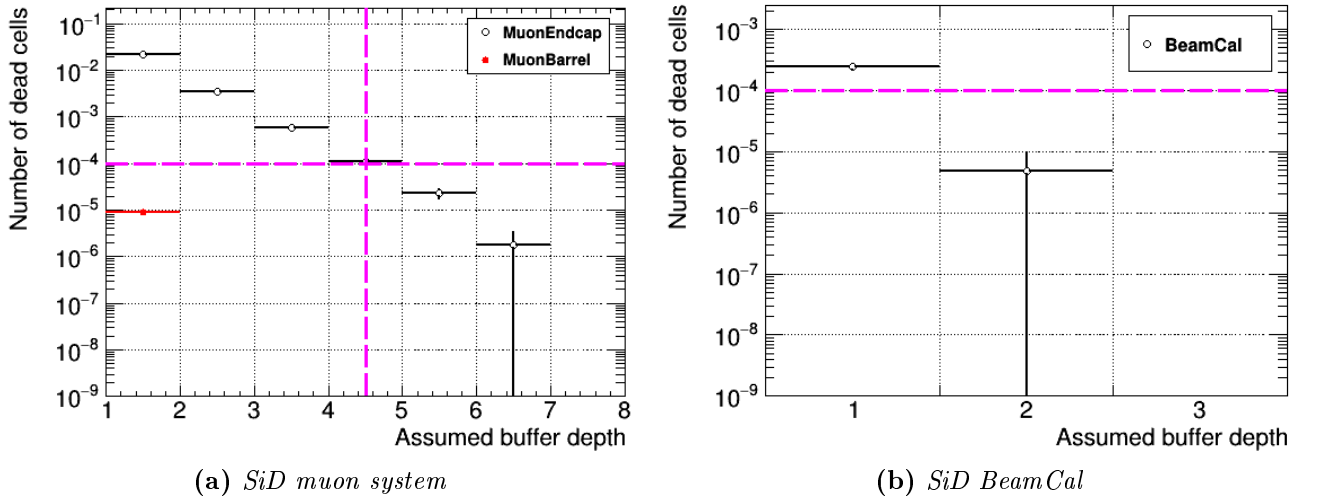 Number of dead cells
10⁻¹
10⁻²
10⁻³
10⁻⁴
10⁻⁵
10⁻⁶
10⁻⁷
10⁻⁸
10⁻⁹
MuonEndcap
MuonBarrel
1 2 3 4 5 6 7 8
Assumed buffer depth
(a) SiD muon system
Number of dead cells
10⁻³
10⁻⁴
10⁻⁵
10⁻⁶
10⁻⁷
10⁻⁸
10⁻⁹
BeamCal
1 2 3
Assumed buffer depth
(b) SiD BeamCal